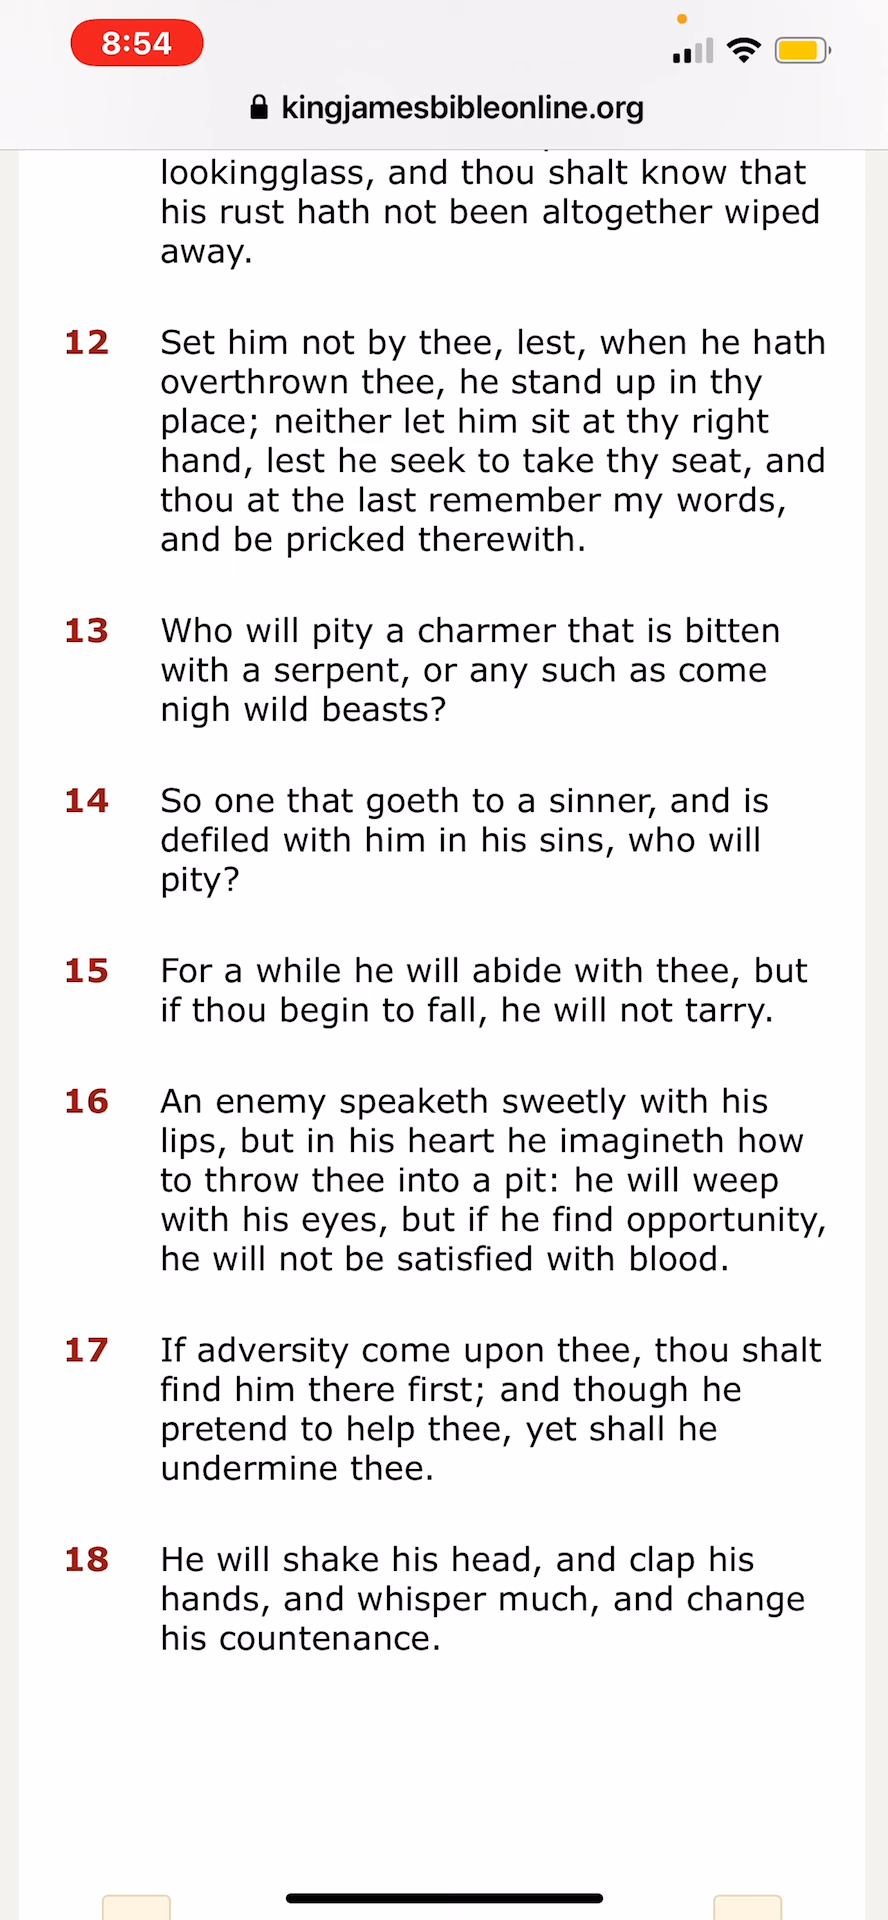 8:54
kingjamesbibleonline.org
lookingglass, and thou shalt know that
his rust hath not been altogether wiped
away.
12 Set him not by thee, lest, when he hath
overthrown thee, he stand up in thy
place; neither let him sit at thy right
hand, lest he seek to take thy seat, and
thou at the last remember my words,
and be pricked therewith.
13 Who will pity a charmer that is bitten
with a serpent, or any such as come
nigh wild beasts?
14 So one that goeth to a sinner, and is
defiled with him in his sins, who will
pity?
15 For a while he will abide with thee, but
if thou begin to fall, he will not tarry.
16 An enemy speaketh sweetly with his
lips, but in his heart he imagineth how
to throw thee into a pit: he will weep
with his eyes, but if he find opportunity,
he will not be satisfied with blood.
17 If adversity come upon thee, thou shalt
find him there first; and though he
pretend to help thee, yet shall he
undermine thee.
18 He will shake his head, and clap his
hands, and whisper much, and change
his countenance.